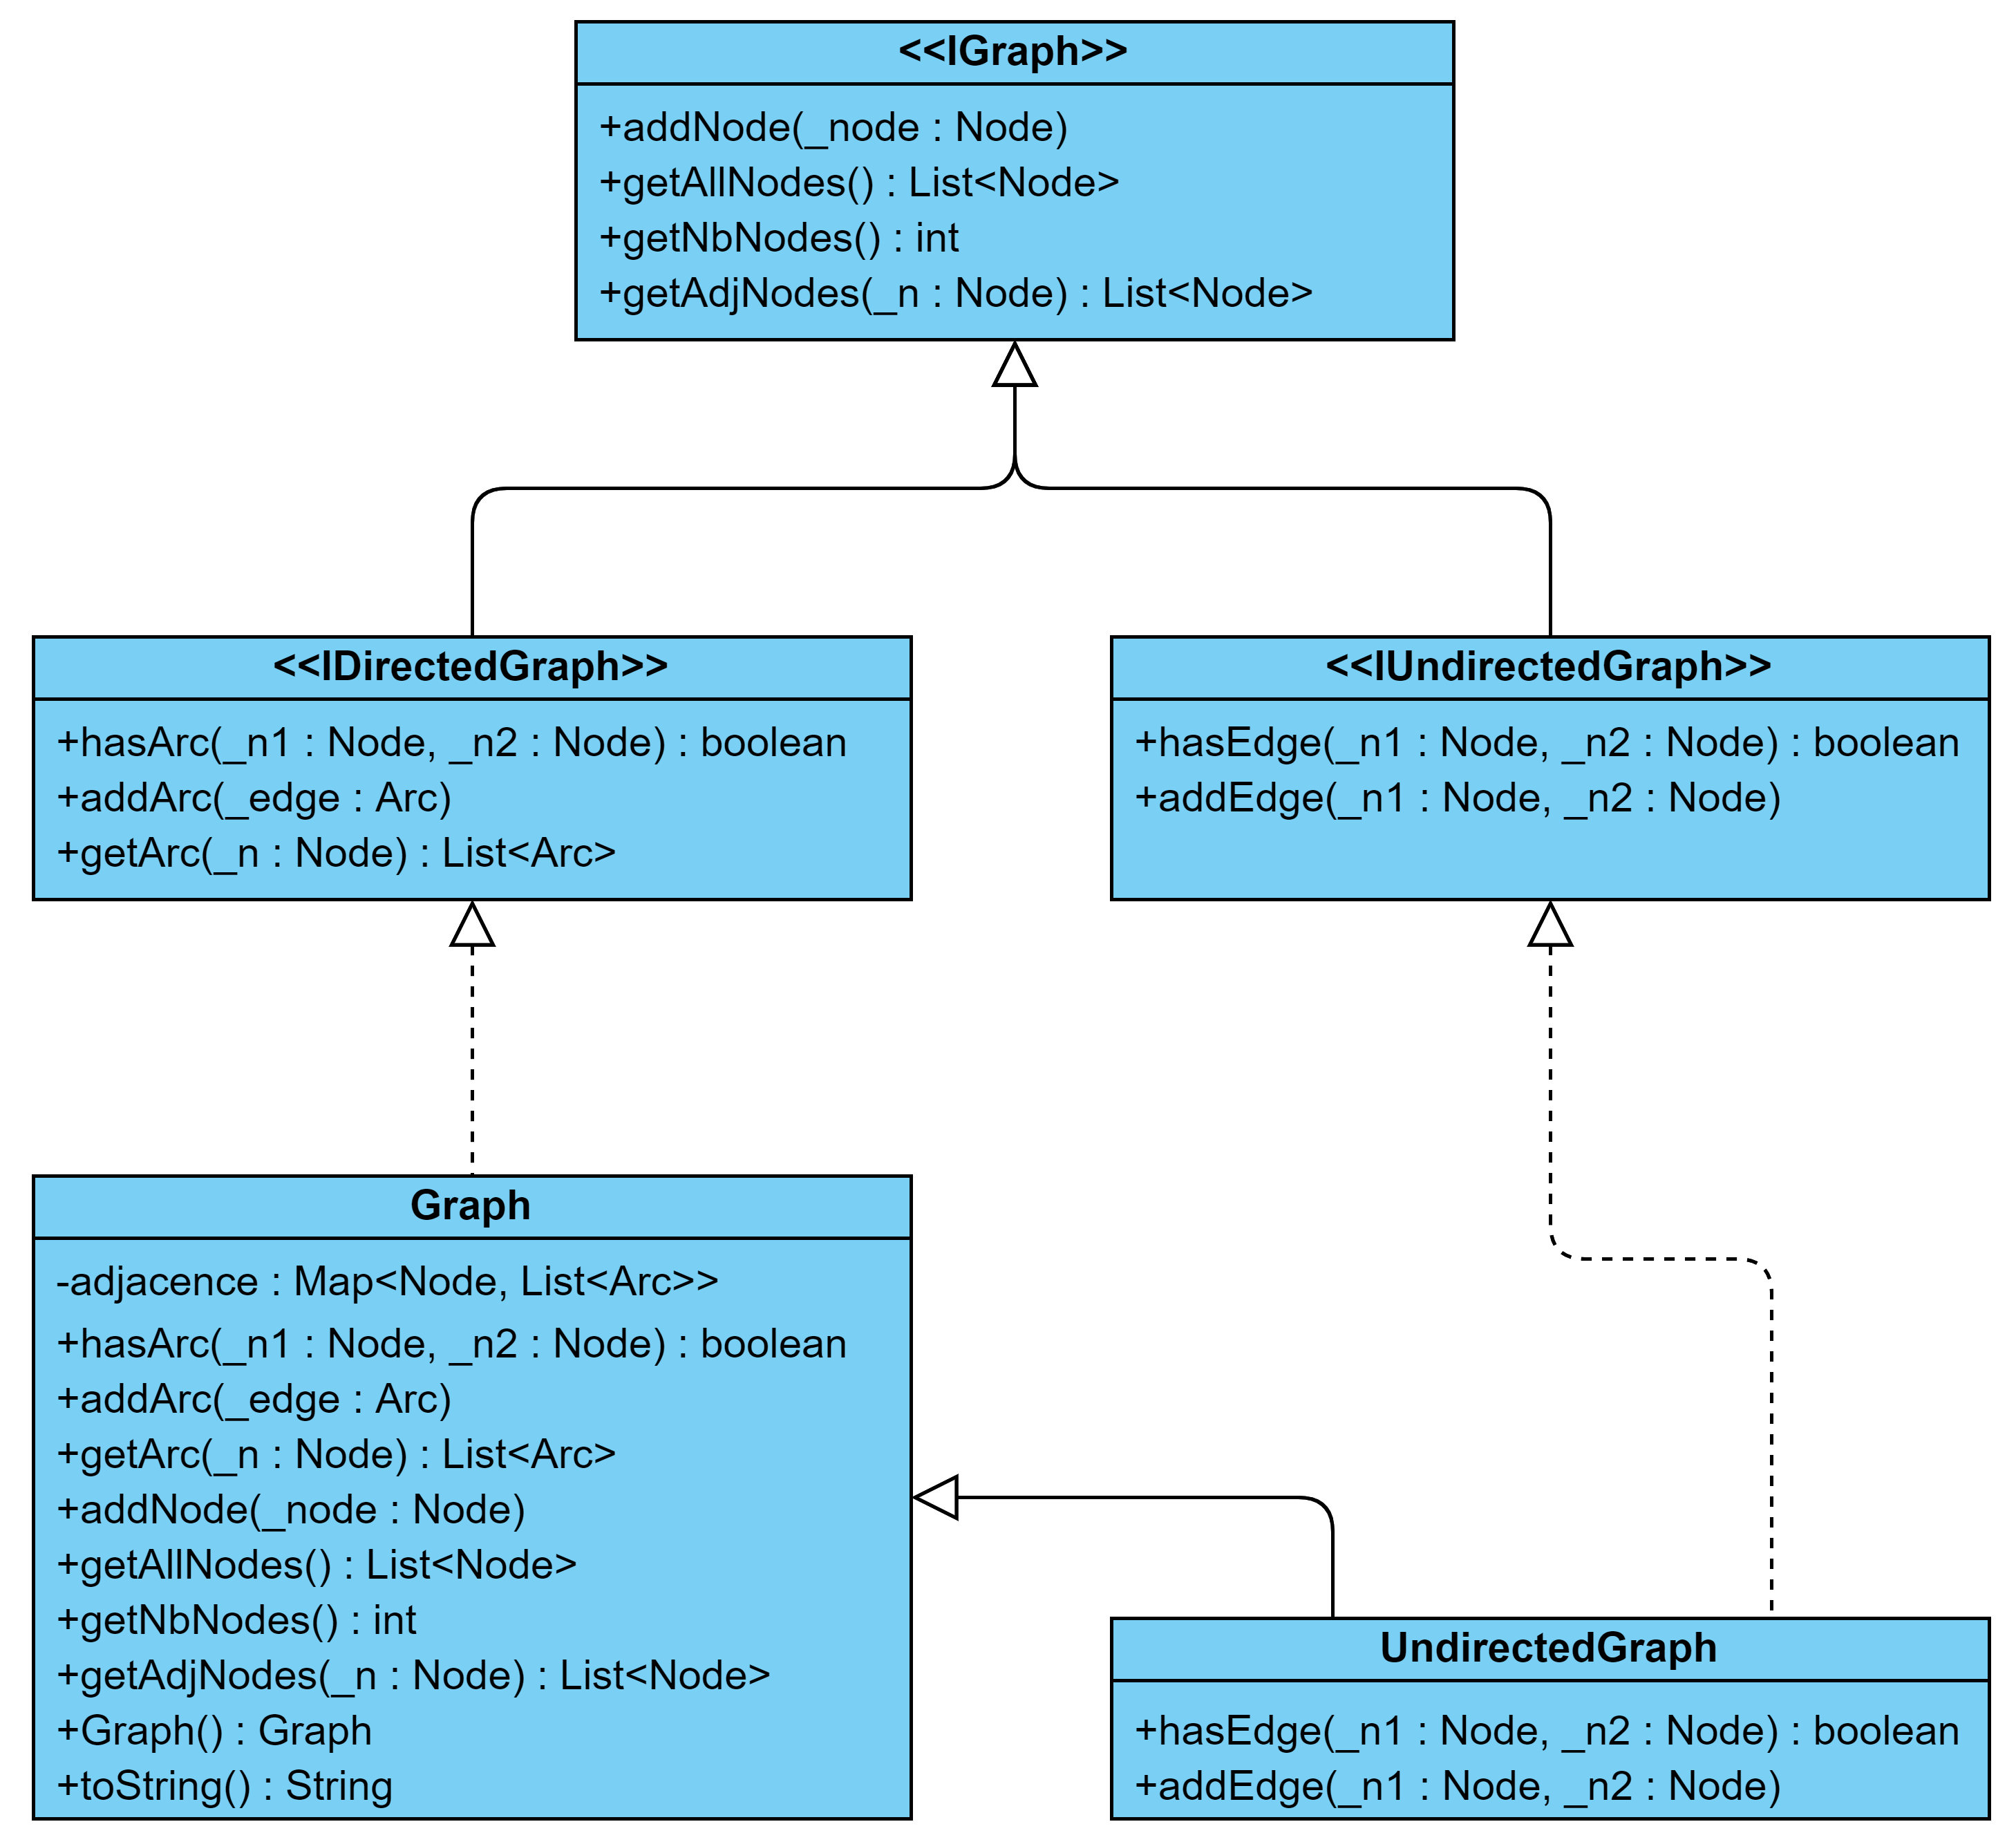 <<IGraph>>
+addNode(_node : Node)
+getAllNodes() : List<Node>
+getNbNodes() : int
+getAdjNodes(_n : Node) : List<Node>
<<IDirectedGraph>>
+hasArc(_n1 : Node, _n2 : Node) : boolean
+addArc(_edge : Arc)
+getArc(_n : Node) : List<Arc>
<<IUndirectedGraph>>
+hasEdge(_n1 : Node, _n2 : Node) : boolean
+addEdge(_n1 : Node, _n2 : Node)
Graph
-adjacence : Map<Node, List<Arc>>
+hasArc(_n1 : Node, _n2 : Node) : boolean
+addArc(_edge : Arc)
+getArc(_n : Node) : List<Arc>
+addNode(_node : Node)
+getAllNodes() : List<Node>
+getNbNodes() : int
+getAdjNodes(_n : Node) : List<Node>
+Graph() : Graph
+toString() : String
UndirectedGraph
+hasEdge(_n1 : Node, _n2 : Node) : boolean
+addEdge(_n1 : Node, _n2 : Node)